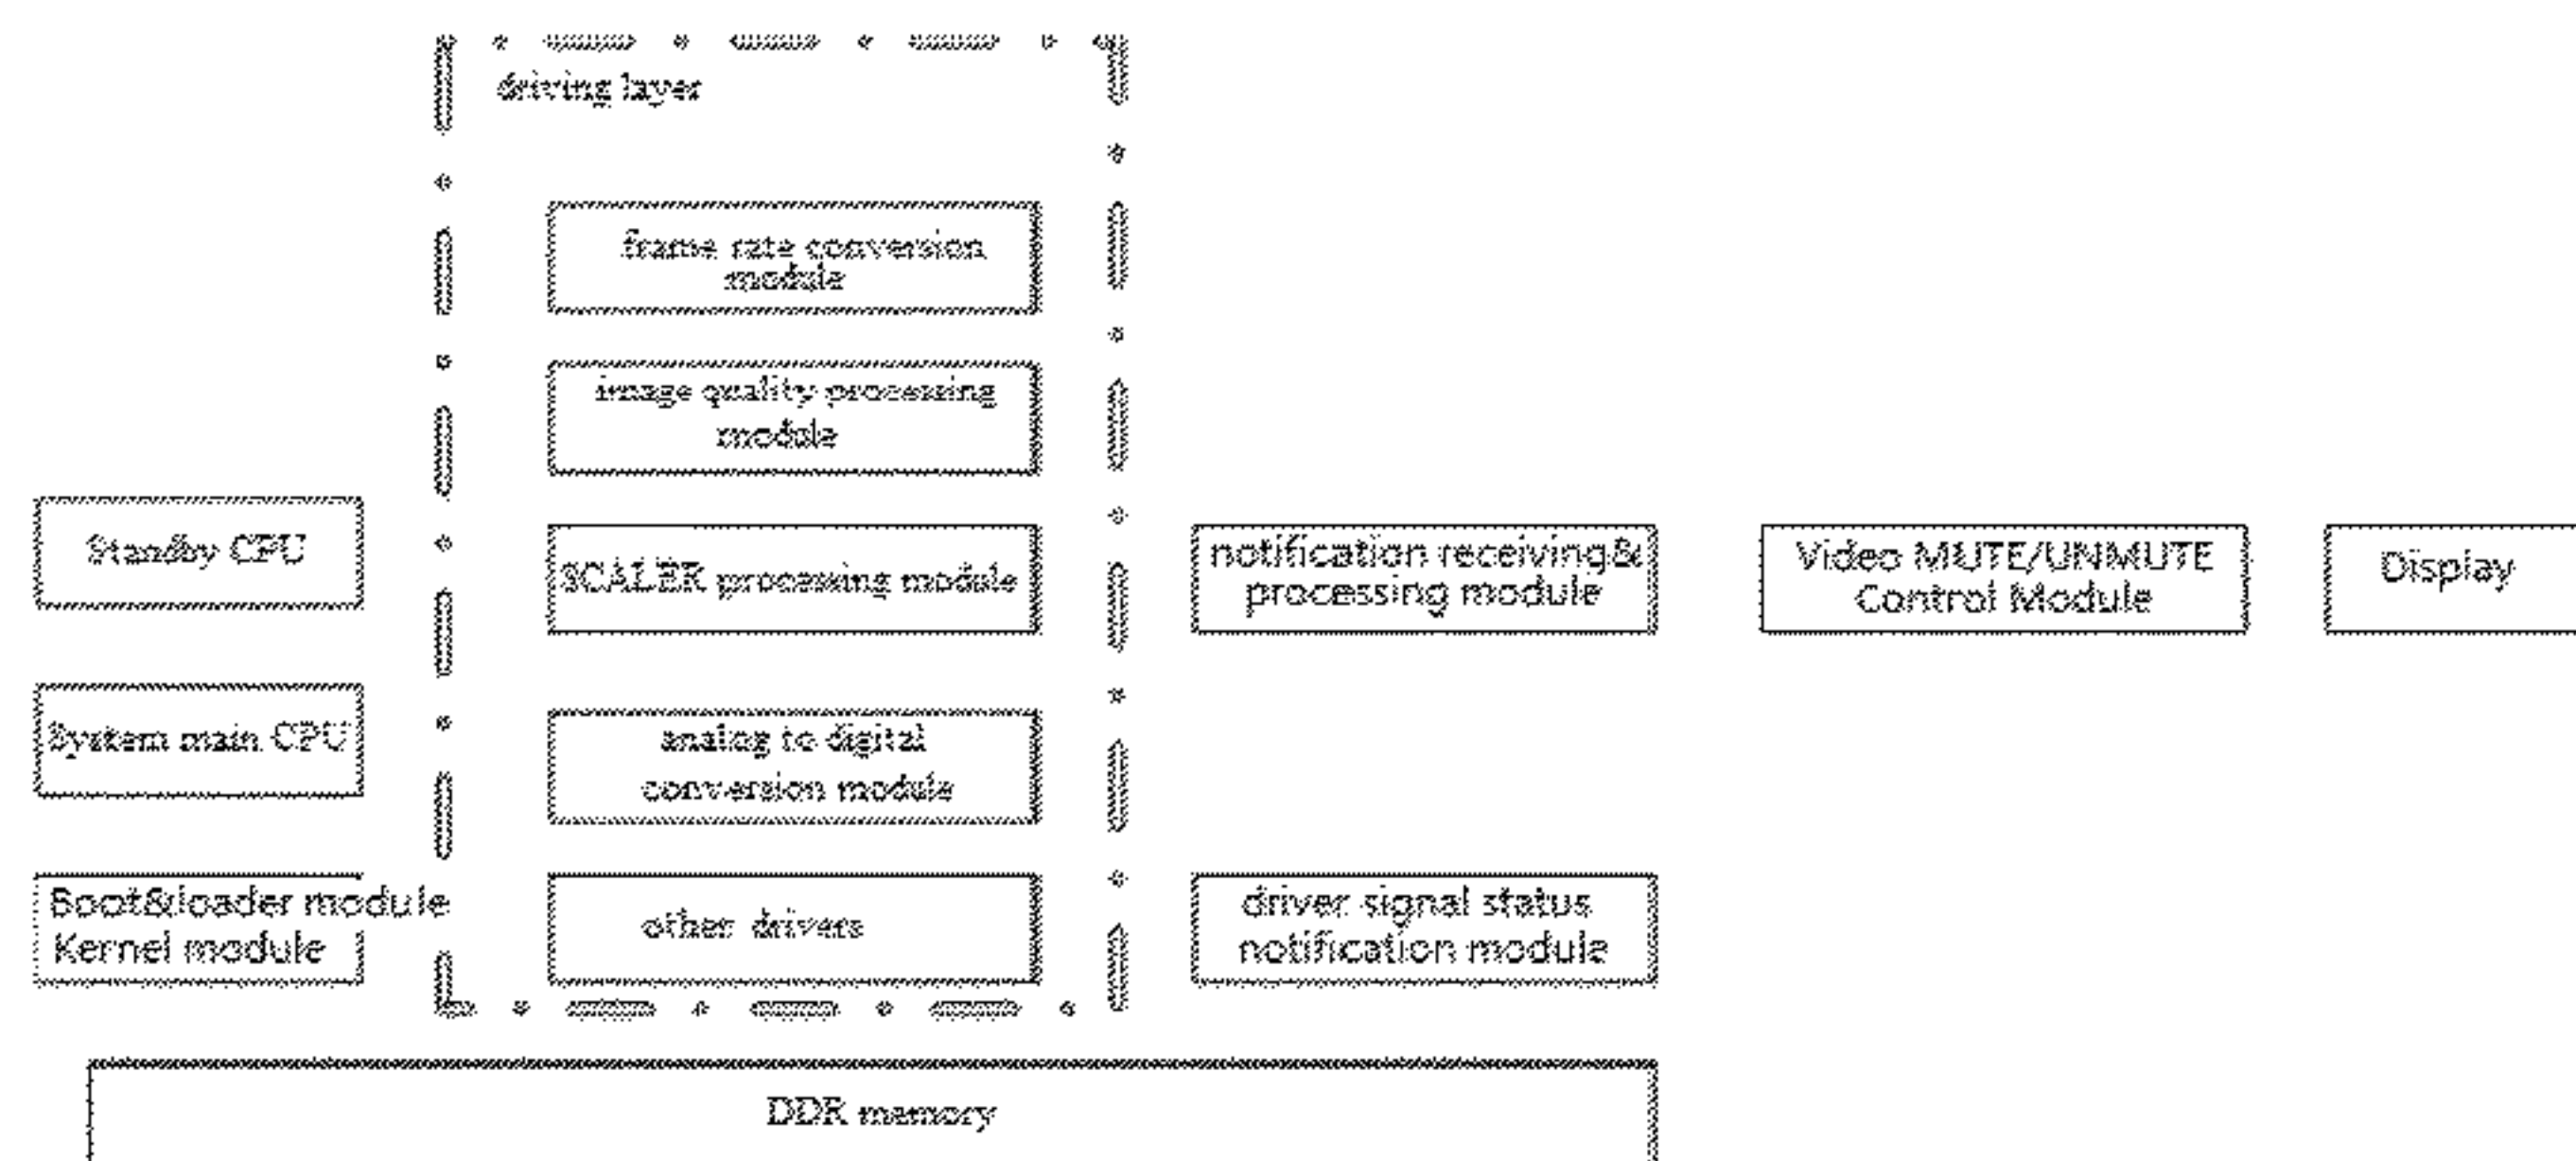 driving layer
frame rate conversion
module
image quality processing
module
Standby CPU
SCALER processing module
notification receiving&
processing module
Video MUTE/UNMUTE
Control Module
Display
System main CPU
analog to digital
conversion module
Boot&loader module
Kernel module
other drivers
driver signal status
notification module
DDR memory